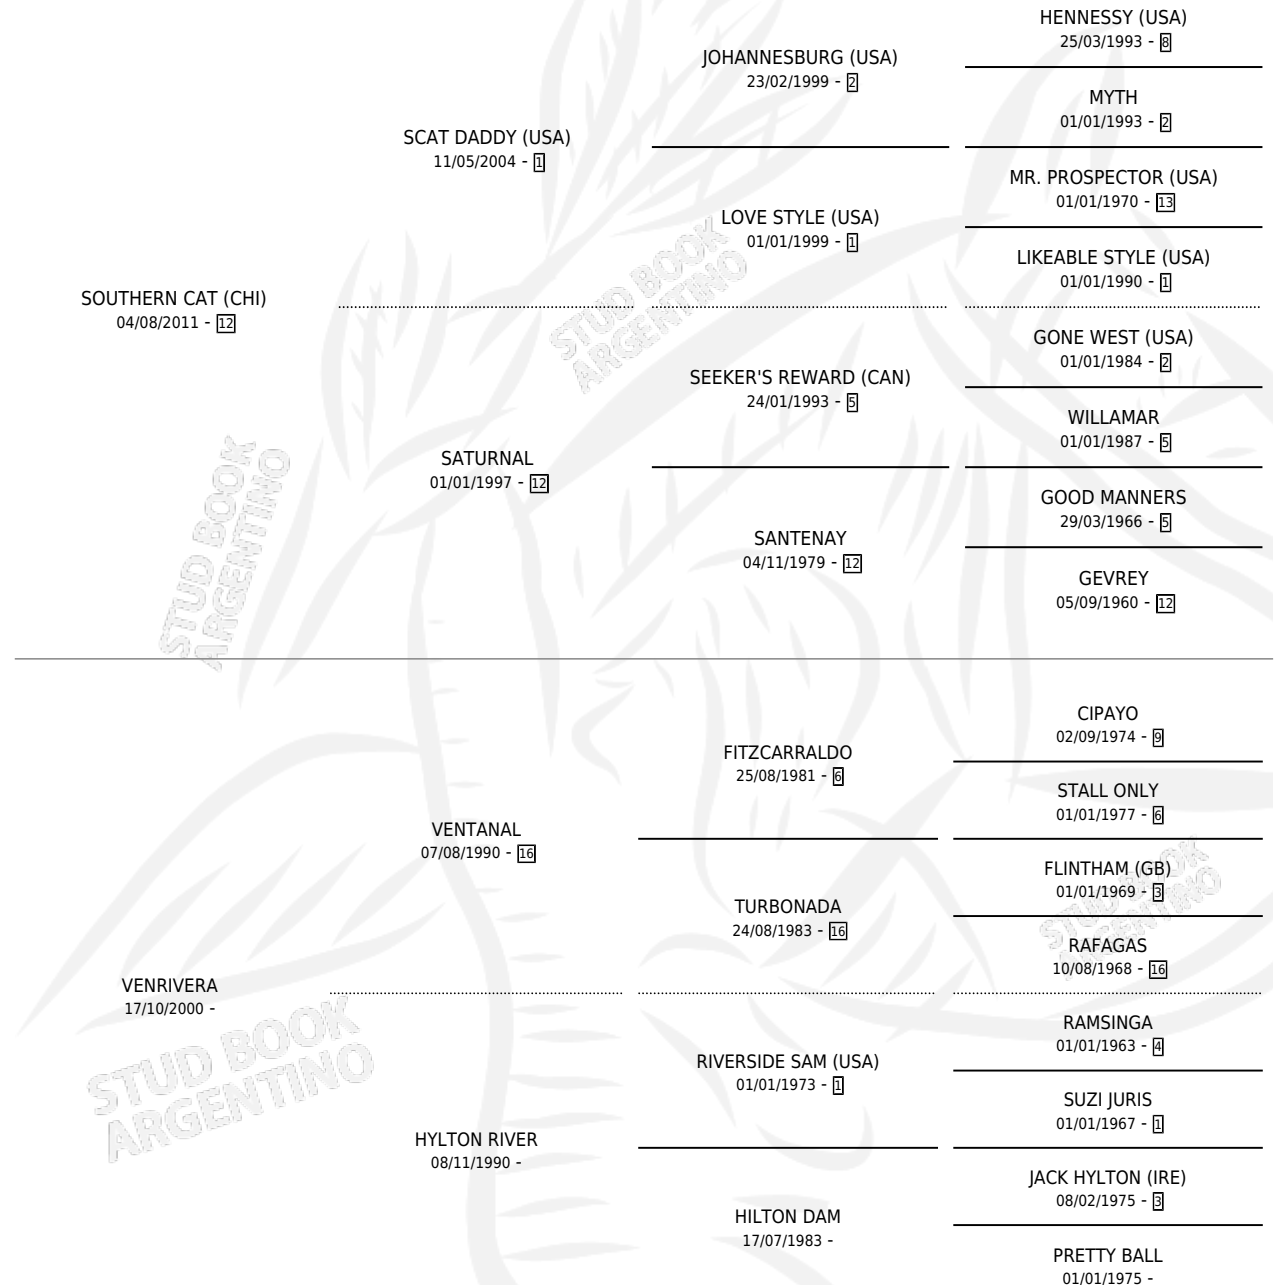 HENNESSY (USA)
25/03/1993 - 8
JOHANNESBURG (USA)
23/02/1999 - 2
MYTH
01/01/1993 - 2
SCAT DADDY (USA)
11/05/2004 - 1
MR. PROSPECTOR (USA)
01/01/1970 - 13
LOVE STYLE (USA)
01/01/1999 - 1
LIKEABLE STYLE (USA)
01/01/1990 - 1
SOUTHERN CAT (CHI)
04/08/2011 - 12
GONE WEST (USA)
01/01/1984 - 2
SEEKER'S REWARD (CAN)
24/01/1993 - 5
WILLAMAR
01/01/1987 - 5
SATURNAL
01/01/1997 - 12
GOOD MANNERS
29/03/1966 - 5
SANTENAY
04/11/1979 - 12
GEVREY
05/09/1960 - 12
CIPAYO
02/09/1974 - 9
FITZCARRALDO
25/08/1981 - 6
STALL ONLY
01/01/1977 - 6
VENTANAL
07/08/1990 - 16
FLINTHAM (GB)
01/01/1969 - 3
TURBONADA
24/08/1983 - 16
RAFAGAS
10/08/1968 - 16
VENRIVERA
17/10/2000 -
RAMSINGA
01/01/1963 - 4
RIVERSIDE SAM (USA)
01/01/1973 - 1
SUZI JURIS
01/01/1967 - 1
HYLTON RIVER
08/11/1990 -
JACK HYLTON (IRE)
08/02/1975 - 3
HILTON DAM
17/07/1983 -
PRETTY BALL
01/01/1975 -
STUD BOOK
ARGENTINO
STUD BOOK
ARGENTINO
STUD BOOK
ARGENTINO
STUD BOOK
ARGENTINO